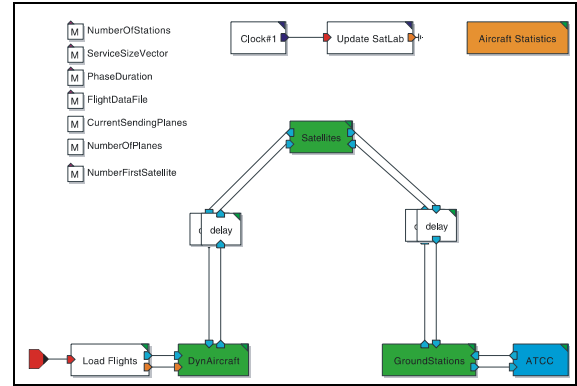 M NumberOfStations
M ServiceSizeVector
M PhaseDuration
M FlightDataFile
M CurrentSendingPlanes
M NumberOfPlanes
M NumberFirstSatellite
Clock#1
Update SatLab
Aircraft Statistics
Satellites
delay
delay
Load Flights
DynAircraft
GroundStations
ATCC